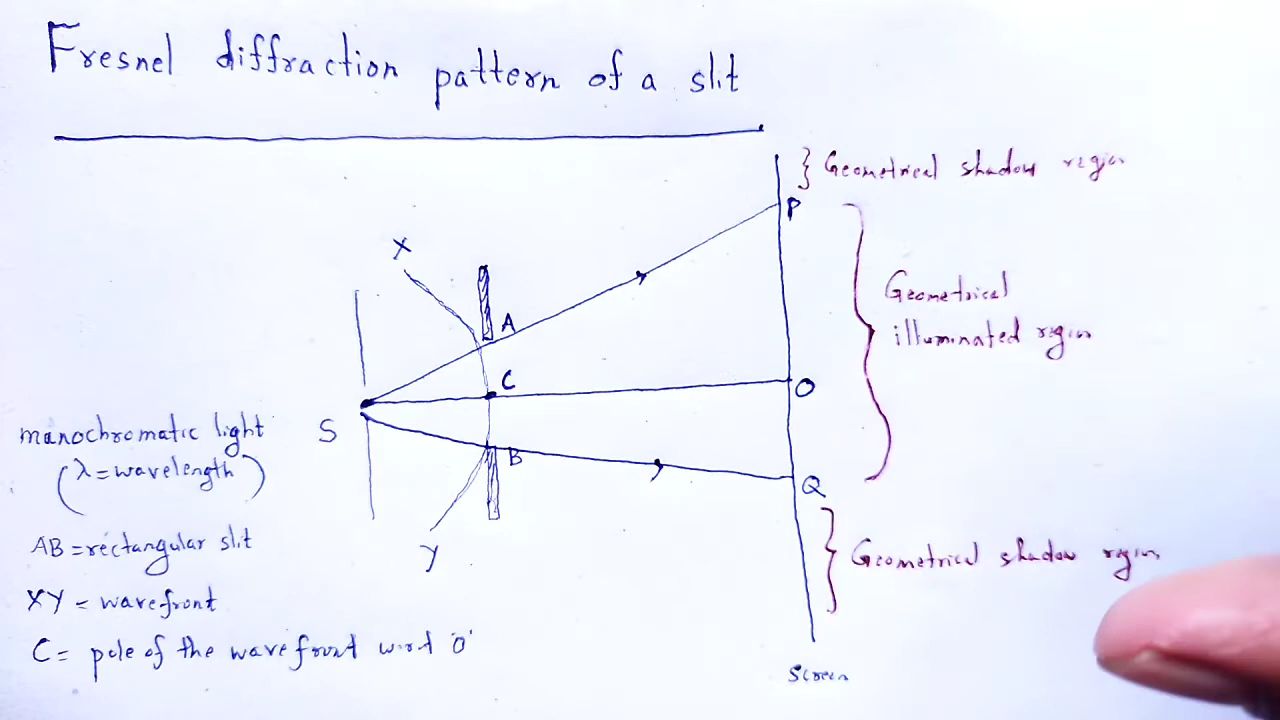 Fresnel diffraction pattern of a slit
} Geometrical shadow region
P
X
Geometrical
illuminated region
A
C
O
S
manochromatic light
(λ=wavelength)
B
Q
AB=rectangular slit
Y
} Geometrical shadow region
XY = wavefront
C= pole of the wavefront w.r.t 'O'
Screen